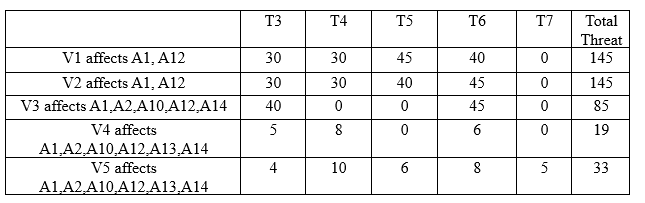 T3 T4 T5 T6 T7 Total
Threat
V1 affects A1, A12 30 30 45 40 0 145
V2 affects A1, A12 30 30 40 45 0 145
V3 affects A1,A2,A10,A12,A14 40 0 0 45 0 85
V4 affects 5 8 0 6 0 19
A1,A2,A10,A12,A13,A14
V5 affects 4 10 6 8 5 33
A1,A2,A10,A12,A13,A14